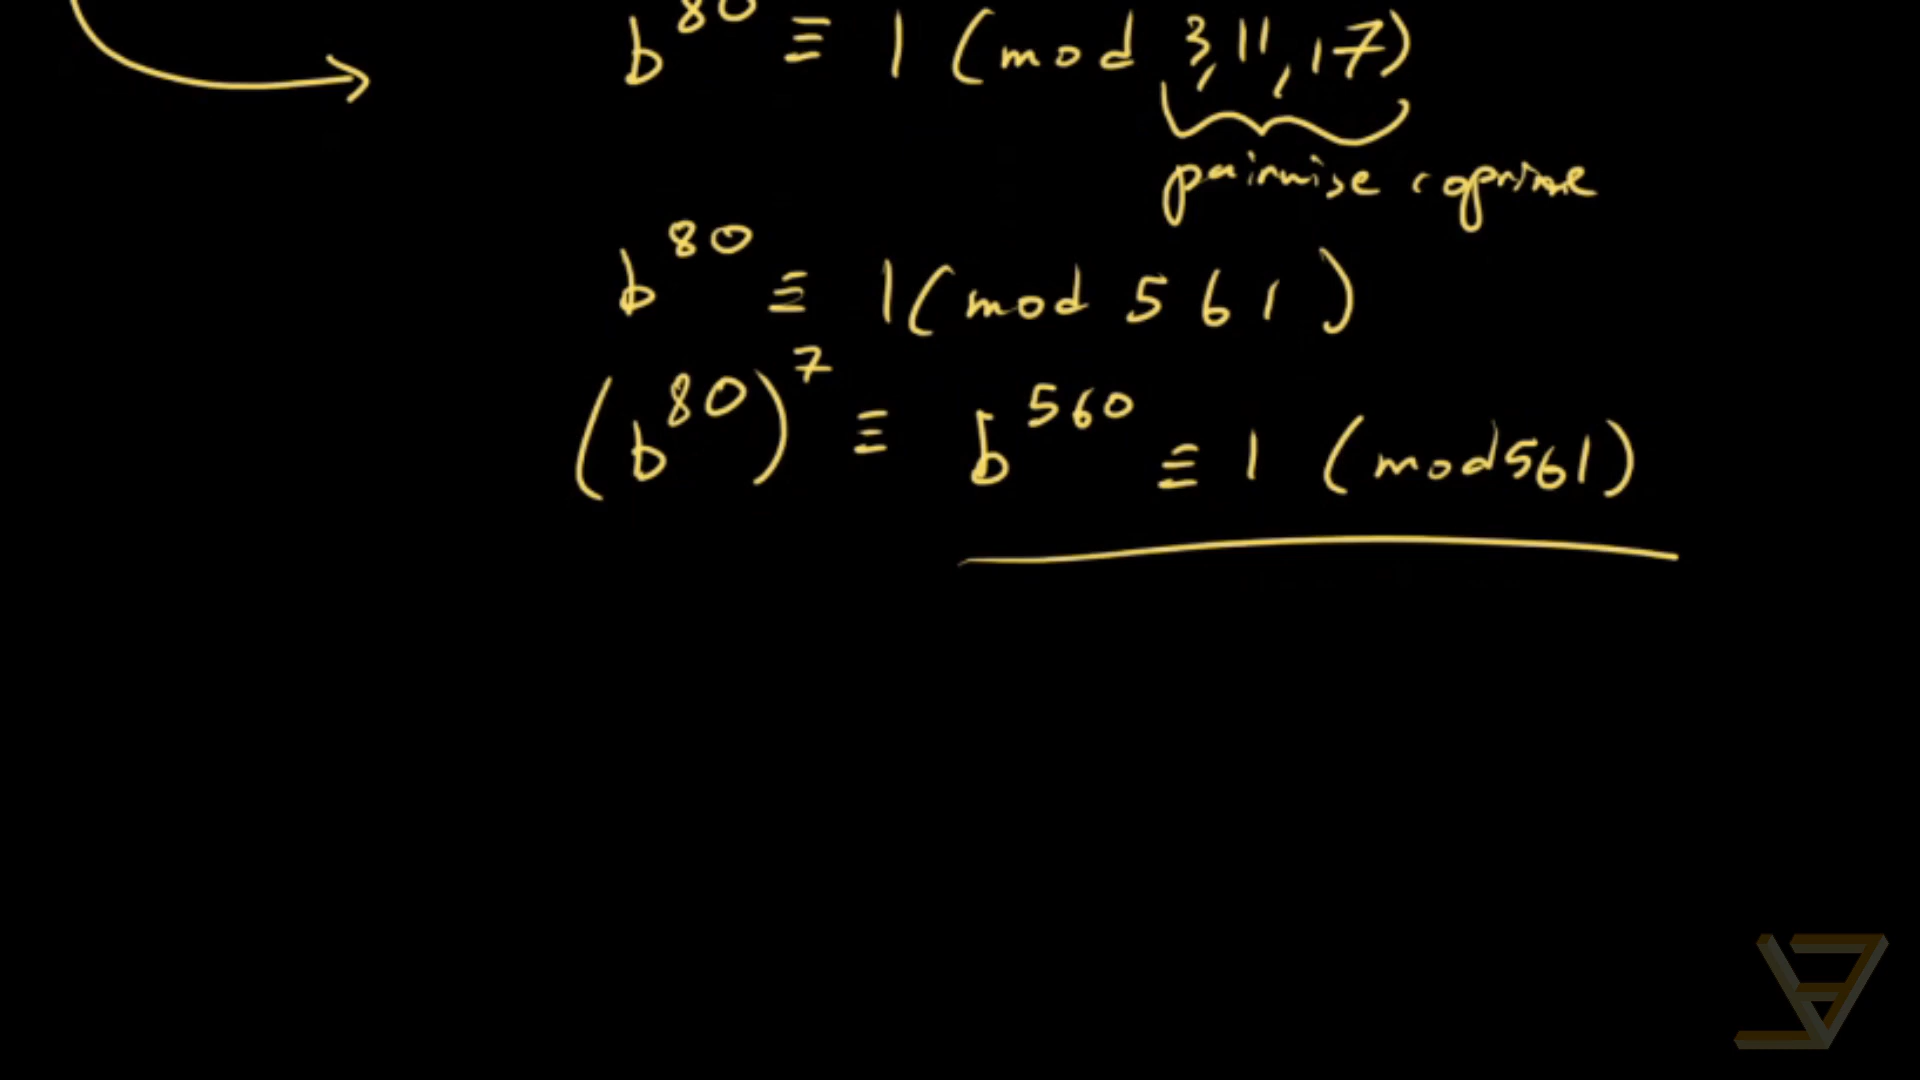 b^80 ≡ 1 (mod 3, 11, 17)
pairwise coprime
b^80 ≡ 1 (mod 561)
(b^80)^7 ≡ b^560 ≡ 1 (mod 561)